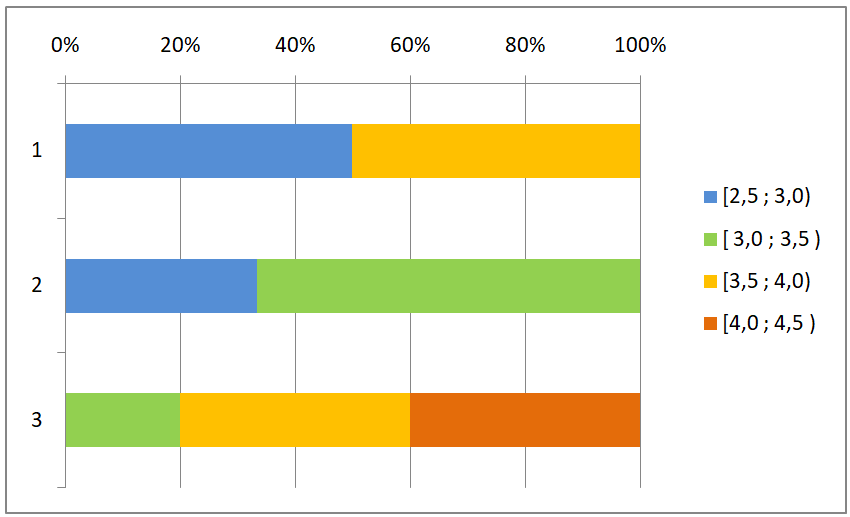 0% 20% 40% 60% 80% 100%
1
2
3
[2,5 ; 3,0)
[ 3,0 ; 3,5 )
[3,5 ; 4,0)
[4,0 ; 4,5 )